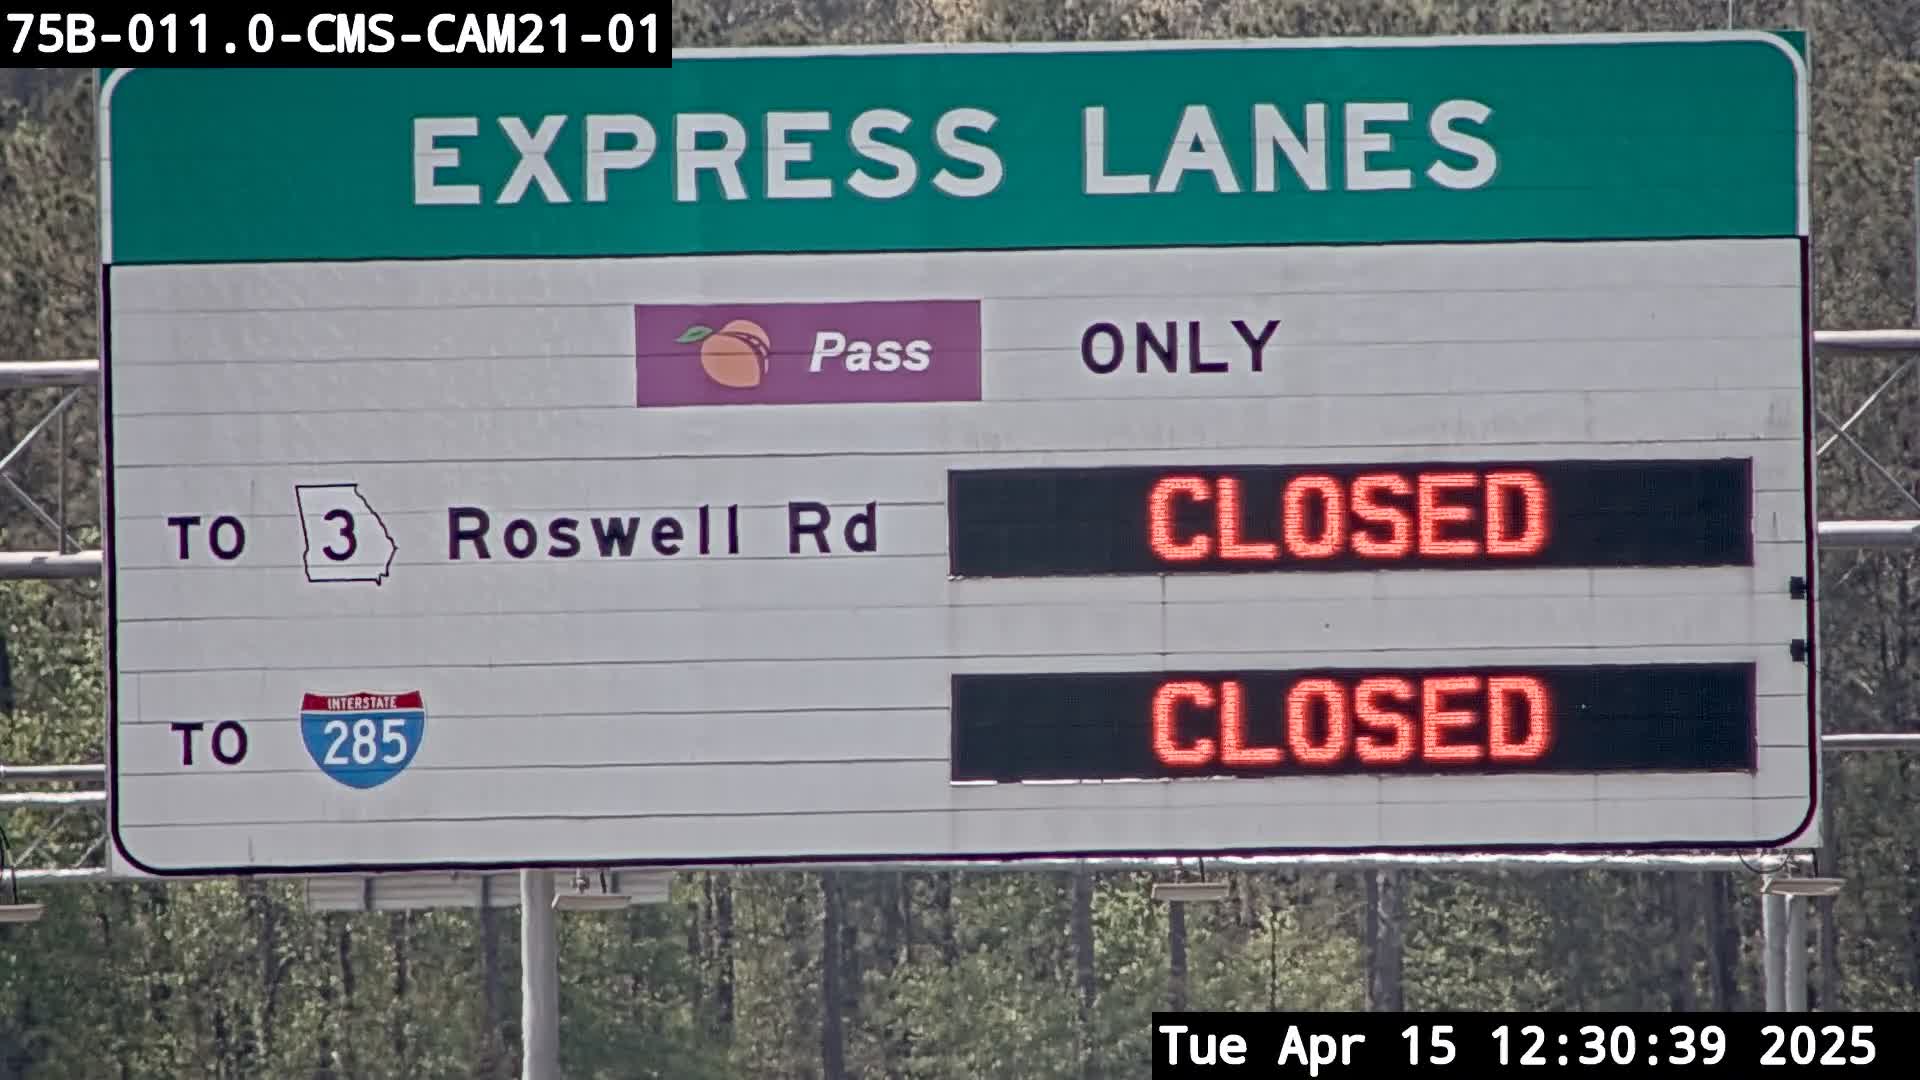 75B-011.0-CMS-CAM21-01
EXPRESS LANES
Pass ONLY
TO 3 Roswell Rd CLOSED
TO INTERSTATE 285 CLOSED
Tue Apr 15 12:30:39 2025